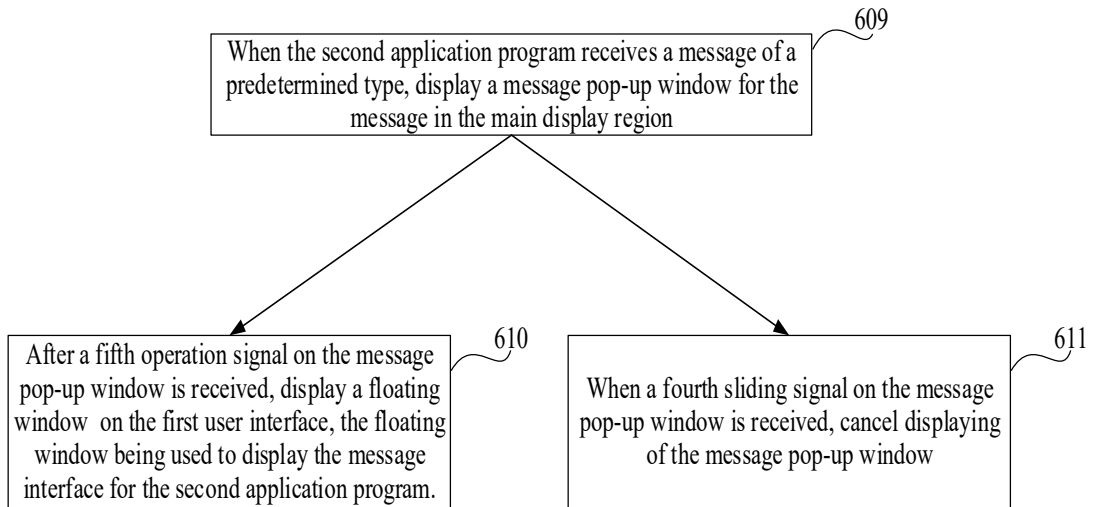 609
When the second application program receives a message of a
predetermined type, display a message pop-up window for the
message in the main display region
610
After a fifth operation signal on the message
pop-up window is received, display a floating
window on the first user interface, the floating
window being used to display the message
interface for the second application program.
611
When a fourth sliding signal on the message
pop-up window is received, cancel displaying
of the message pop-up window